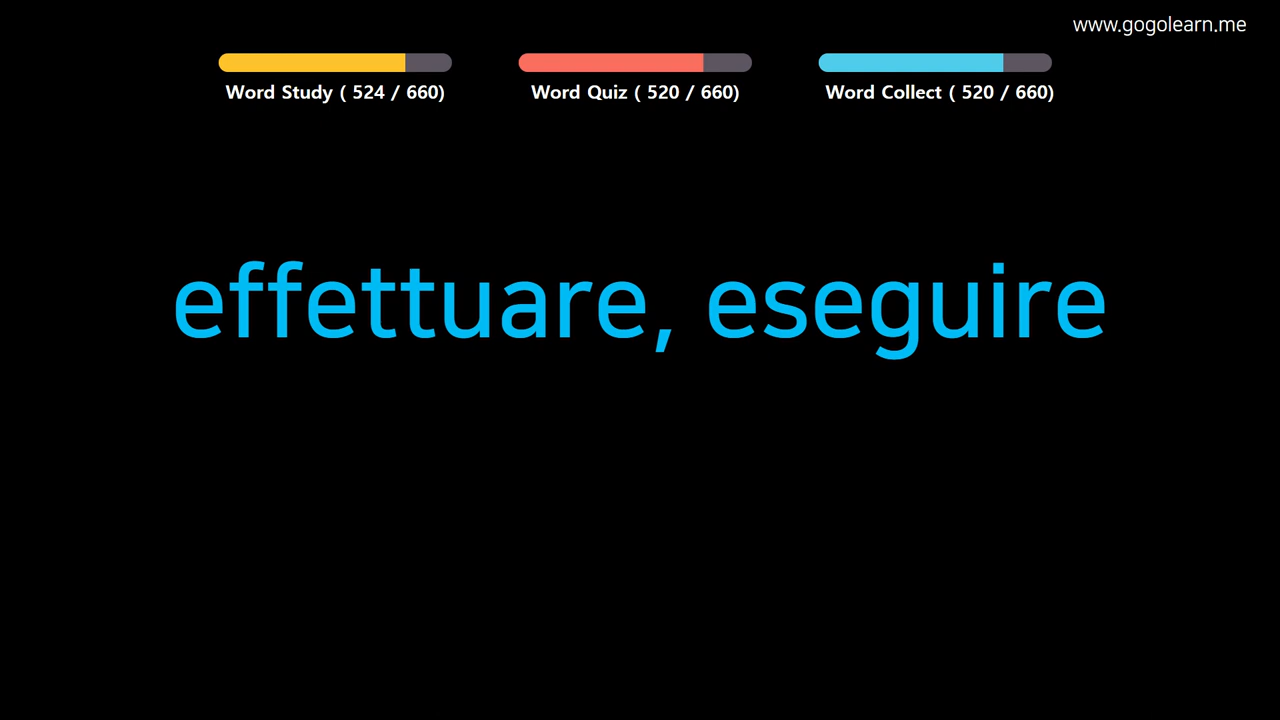 www.gogolearn.me
Word Study ( 524 / 660)
Word Quiz ( 520 / 660)
Word Collect ( 520 / 660)
effettuare, eseguire